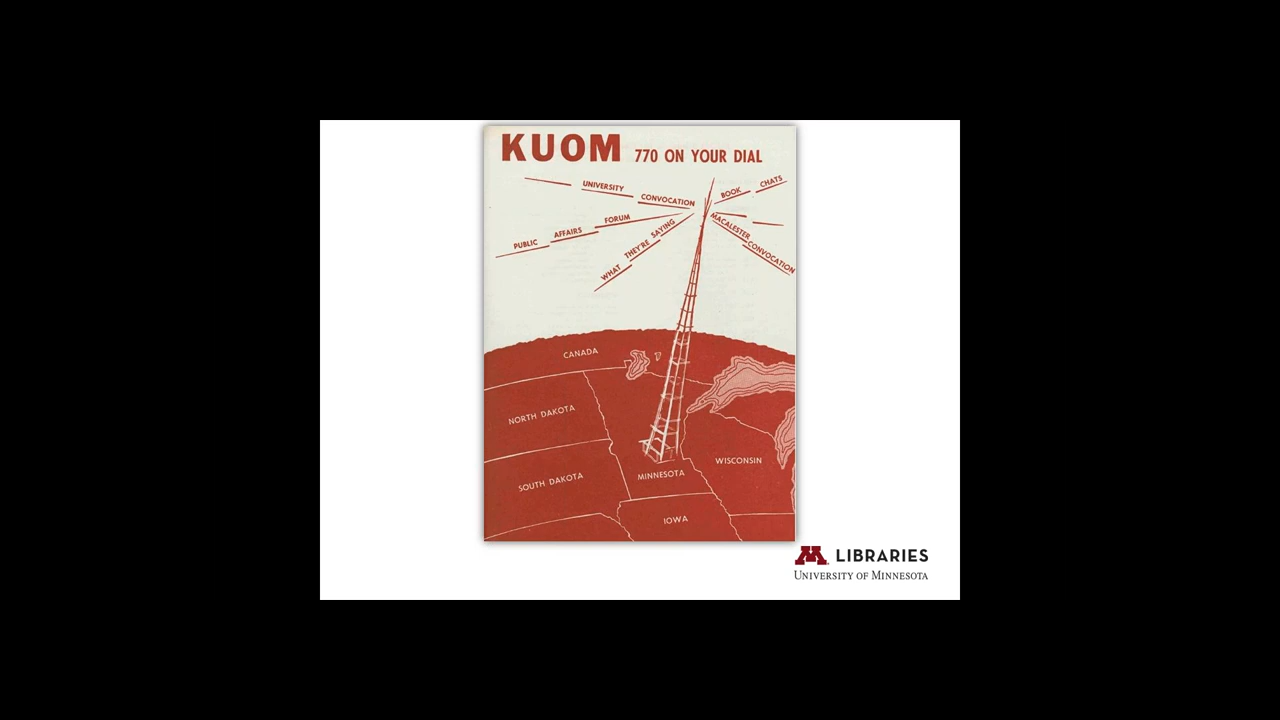 KUOM 770 ON YOUR DIAL
UNIVERSITY CONVOCATION
BOOK CHATS
PUBLIC AFFAIRS FORUM
WHAT THEY'RE SAYING
MACALESTER CONVOCATION
CANADA
NORTH DAKOTA
SOUTH DAKOTA
MINNESOTA
WISCONSIN
IOWA
M LIBRARIES
UNIVERSITY OF MINNESOTA